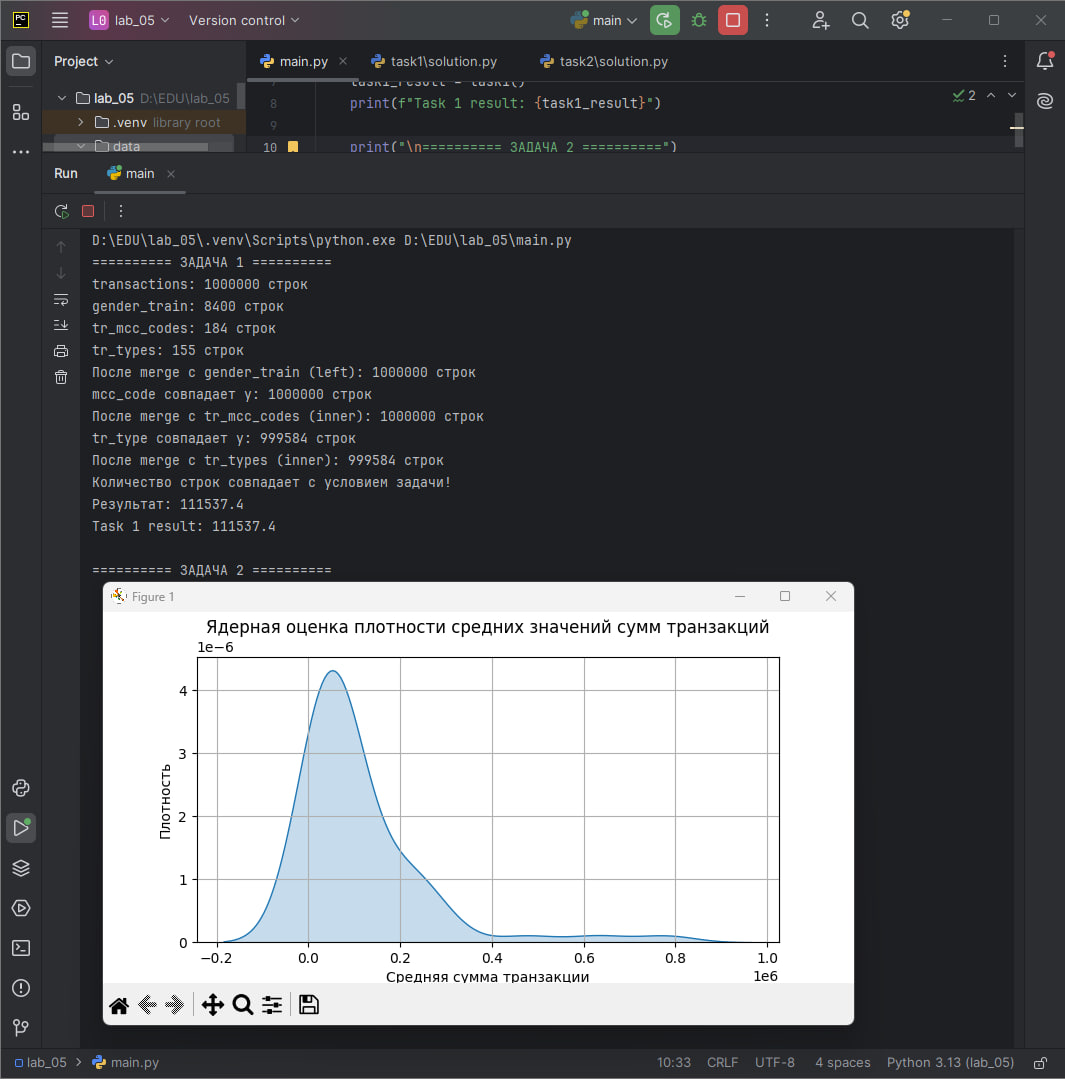 PC L0 lab_05 Version control main
Project main.py task1\solution.py task2\solution.py
lab_05 D:\EDU\lab_05
.venv library root
data
task1_result = task1()
8 print(f"Task 1 result: {task1_result}")
2
9
10 print("\n========== ЗАДАЧА 2 ==========")
Run main
D:\EDU\lab_05\.venv\Scripts\python.exe D:\EDU\lab_05\main.py
========== ЗАДАЧА 1 ==========
transactions: 1000000 строк
gender_train: 8400 строк
tr_mcc_codes: 184 строк
tr_types: 155 строк
После merge с gender_train (left): 1000000 строк
mcc_code совпадает у: 1000000 строк
После merge с tr_mcc_codes (inner): 1000000 строк
tr_type совпадает у: 999584 строк
После merge с tr_types (inner): 999584 строк
Количество строк совпадает с условием задачи!
Результат: 111537.4
Task 1 result: 111537.4
========== ЗАДАЧА 2 ==========
Figure 1
Ядерная оценка плотности средних значений сумм транзакций
1e−6
4
3
2
1
0
Плотность
−0.2 0.0 0.2 0.4 0.6 0.8 1.0
1e6
Средняя сумма транзакции
lab_05 main.py 10:33 CRLF UTF-8 4 spaces Python 3.13 (lab_05)